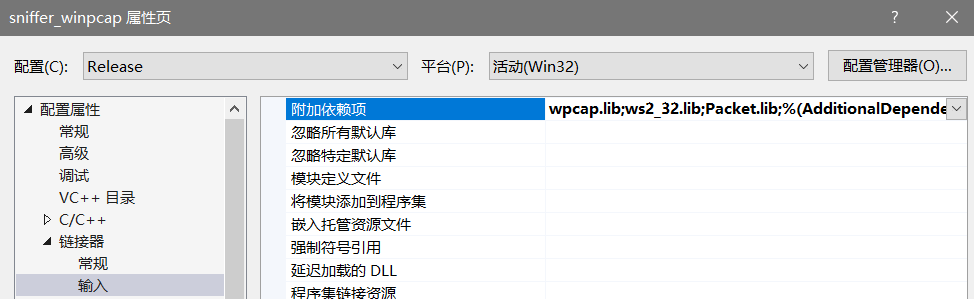 sniffer_winpcap 属性页
配置(C): Release 平台(P): 活动(Win32) 配置管理器(O)...
配置属性
常规
高级
调试
VC++ 目录
C/C++
链接器
常规
输入
附加依赖项 wpcap.lib;ws2_32.lib;Packet.lib;%(AdditionalDepende
忽略所有默认库
忽略特定默认库
模块定义文件
将模块添加到程序集
嵌入托管资源文件
强制符号引用
延迟加载的 DLL
程序集链接资源